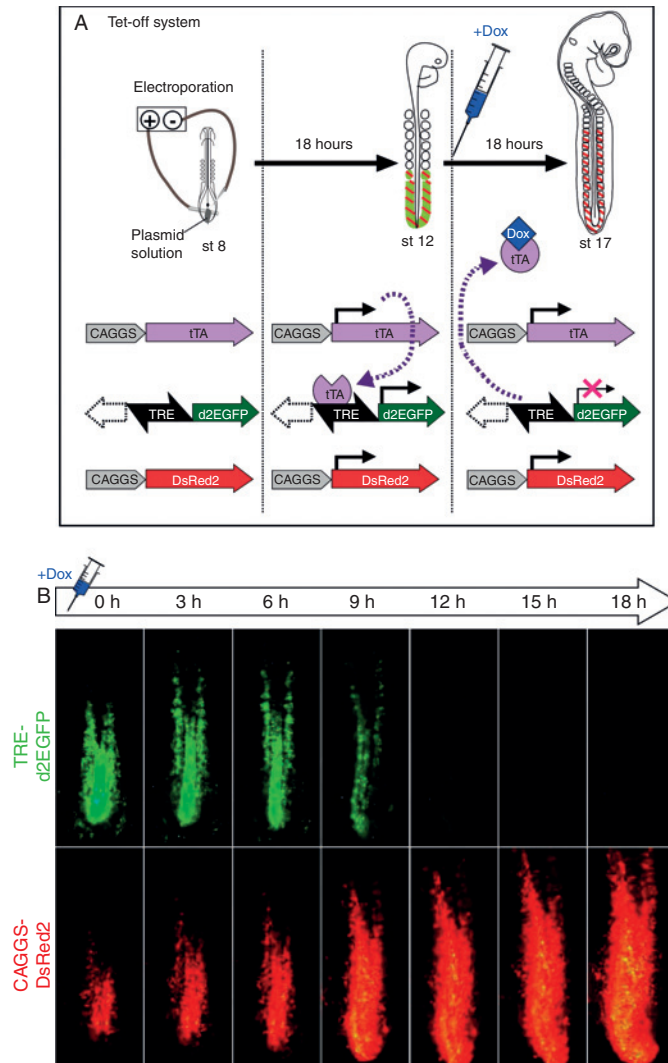 A Tet-off system
+Dox
Electroporation
+ -
18 hours
18 hours
Plasmid
solution
st 8
st 12
st 17
Dox
tTA
CAGGS tTA
CAGGS tTA
CAGGS tTA
tTA
TRE d2EGFP
TRE d2EGFP
TRE d2EGFP
CAGGS DsRed2
CAGGS DsRed2
CAGGS DsRed2
+Dox
B 0 h 3 h 6 h 9 h 12 h 15 h 18 h
TRE-
d2EGFP
CAGGS-
DsRed2